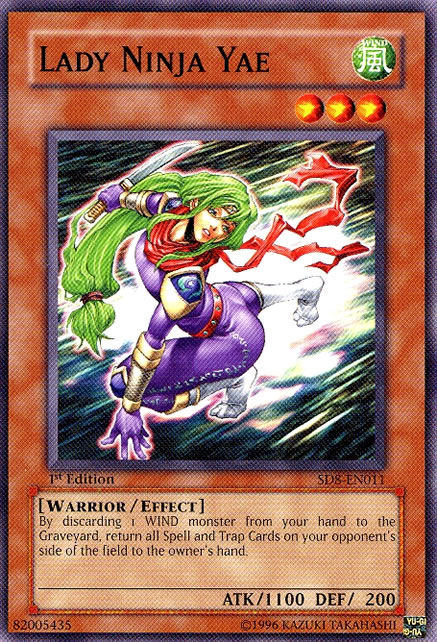 LADY NINJA YAE
WIND
風
1st Edition
SD8-EN011
[WARRIOR/EFFECT]
By discarding 1 WIND monster from your hand to the
Graveyard, return all Spell and Trap Cards on your opponent's
side of the field to the owner's hand.
ATK/1100 DEF/ 200
82005435
©1996 KAZUKI TAKAHASHI